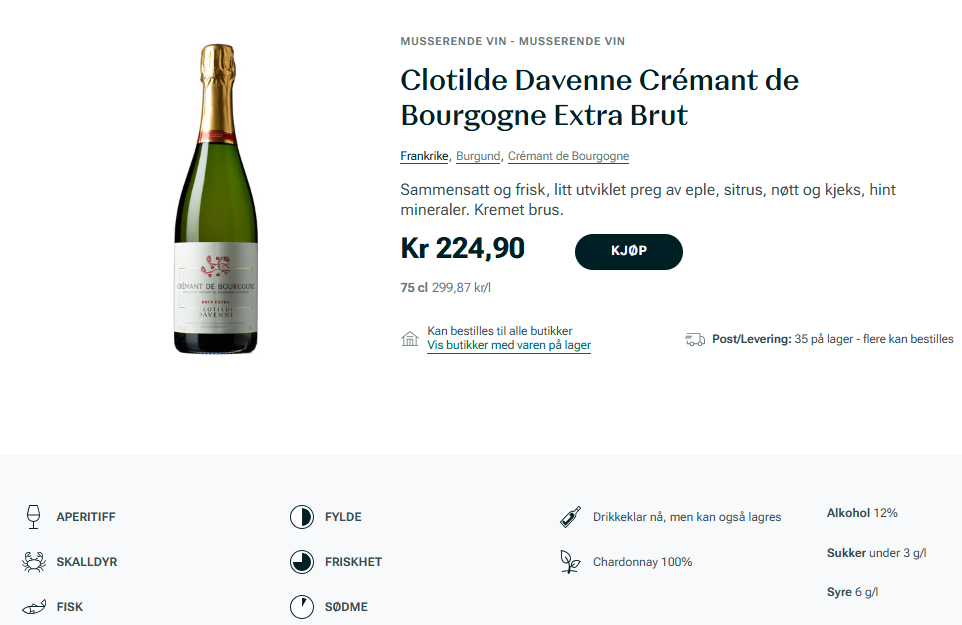 MUSSERENDE VIN - MUSSERENDE VIN
Clotilde Davenne Crémant de
Bourgogne Extra Brut
Frankrike, Burgund, Crémant de Bourgogne
Sammensatt og frisk, litt utviklet preg av eple, sitrus, nøtt og kjeks, hint
mineraler. Kremet brus.
Kr 224,90
KJØP
75 cl 299,87 kr/l
Kan bestilles til alle butikker
Vis butikker med varen på lager
Post/Levering: 35 på lager - flere kan bestilles
CRÉMANT DE BOURGOGNE
BRUT EXTRA
CLOTILDE
DAVENNE
APERITIFF
SKALLDYR
FISK
FYLDE
FRISKHET
SØDME
Drikkeklar nå, men kan også lagres
Chardonnay 100%
Alkohol 12%
Sukker under 3 g/l
Syre 6 g/l